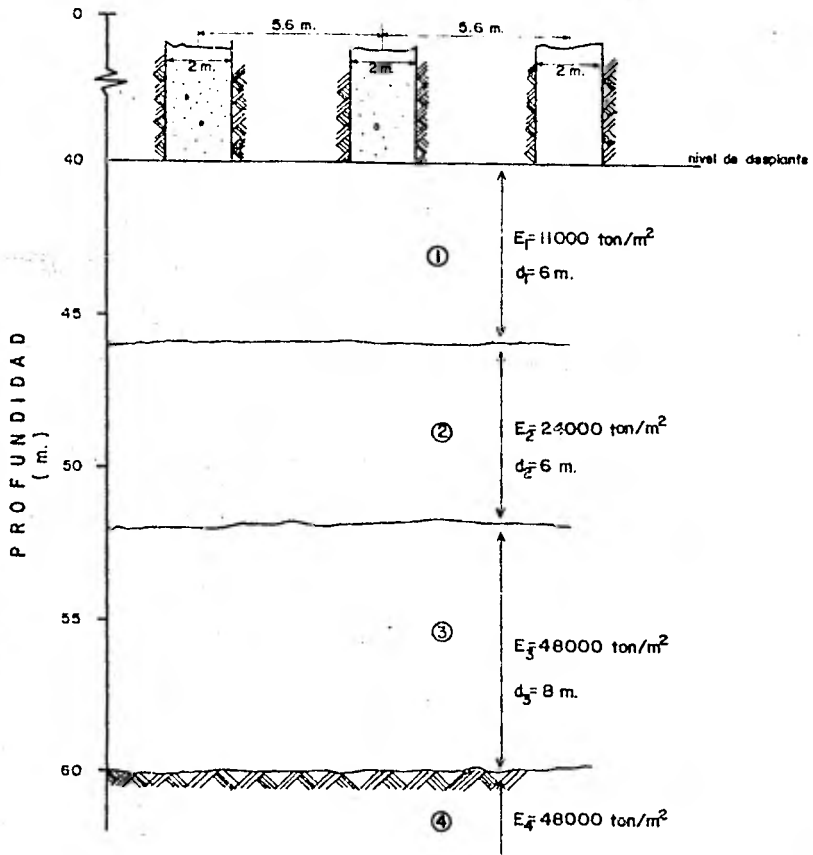 0
5.6 m.
5.6 m.
2 m.
2 m.
2 m.
40
nivel de desplante
E₁=11000 ton/m²
①
d₁=6 m.
45
PROFUNDIDAD
(m.)
②
E₂=24000 ton/m²
d₂=6 m.
50
55
③
E₃=48000 ton/m²
d₃=8 m.
60
④
E₄=48000 ton/m²